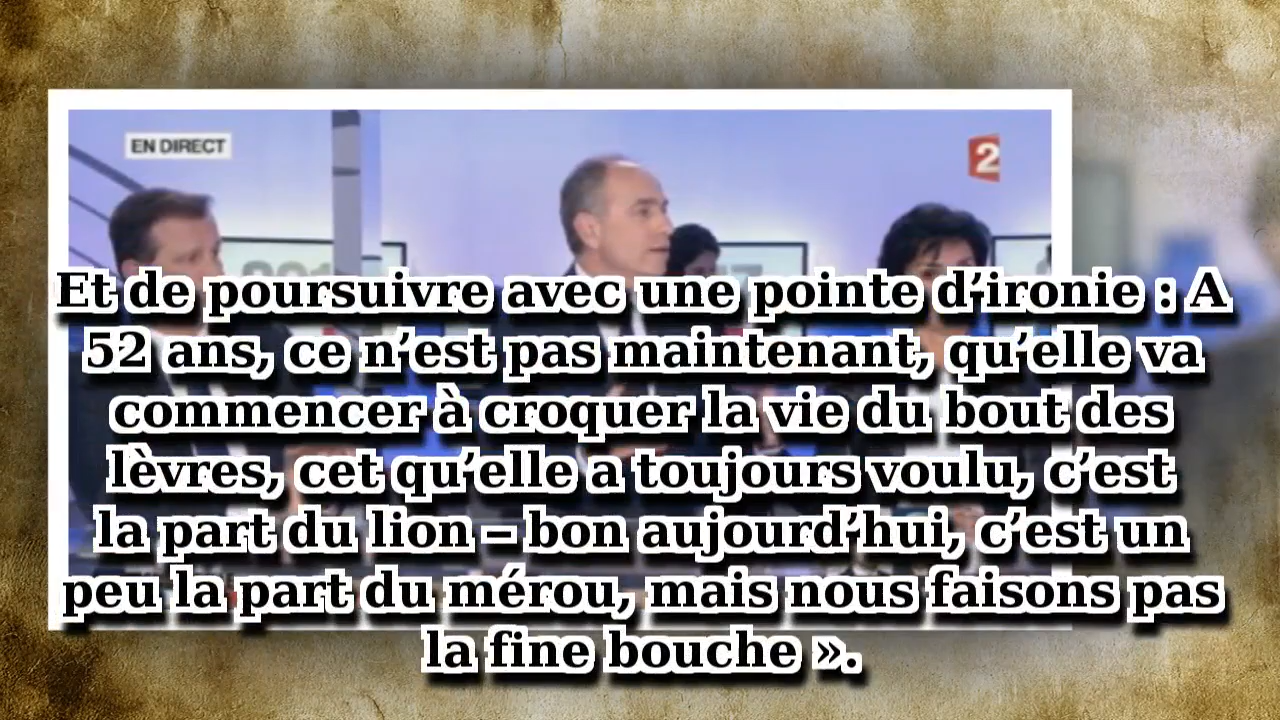 EN DIRECT
2
Et de poursuivre avec une pointe d’ironie : A
52 ans, ce n’est pas maintenant, qu’elle va
commencer à croquer la vie du bout des
lèvres, cet qu’elle a toujours voulu, c’est
la part du lion – bon aujourd’hui, c’est un
peu la part du mérou, mais nous faisons pas
la fine bouche ».